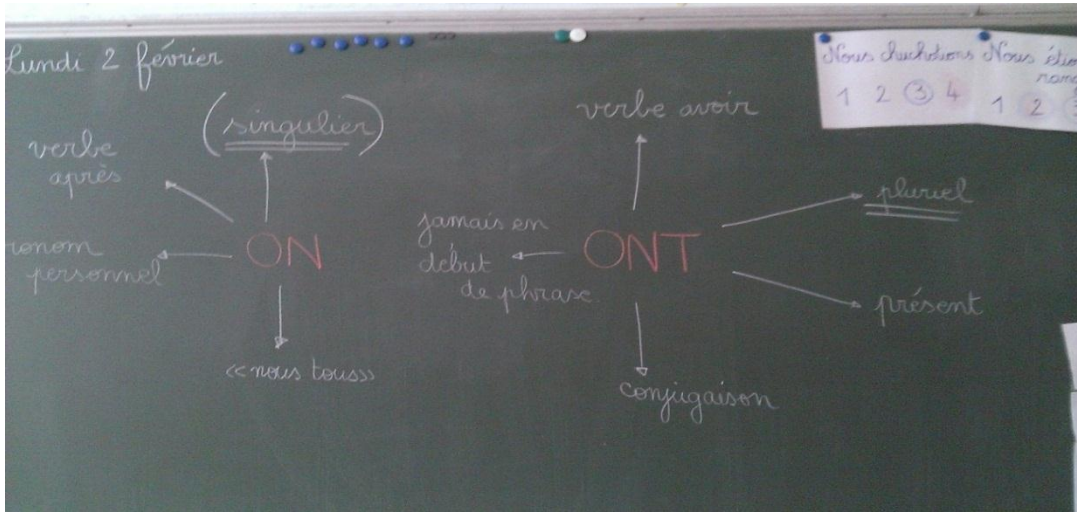 Lundi 2 février
Nous chuchotions
1 2 3 4
Nous
1 2
(singulier)
verbe
après
personnel
ON
«nous tous»
verbe avoir
jamais en
début
de phrase.
ONT
pluriel
présent
conjugaison